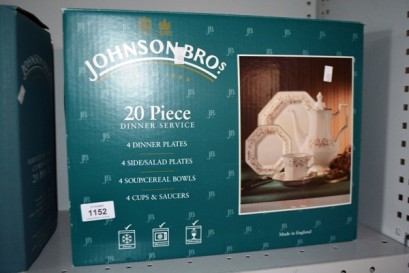 JOHNSON BROS
20 Piece
DINNER SERVICE
4 DINNER PLATES
4 SIDE/SALAD PLATES
4 SOUP/CEREAL BOWLS
4 CUPS & SAUCERS
1152
Made in England
20 P